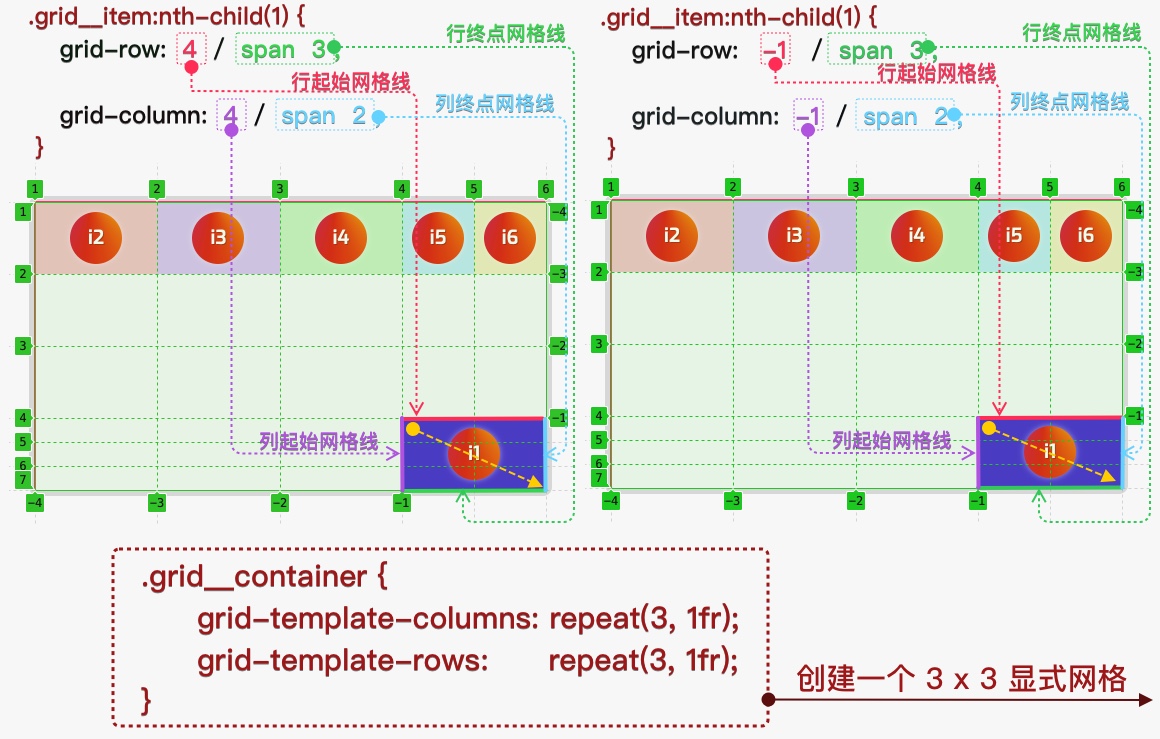 .grid__item:nth-child(1) {
grid-row: 4 / span 3;
行终点网格线
行起始网格线
grid-column: 4 / span 2;
列终点网格线
}
1 2 3 4 5 6
1 i2 i3 i4 i5 i6 -4
2 -3
3 -2
4 -1
5 列起始网格线
6 i1
7
-4 -3 -2 -1
.grid__item:nth-child(1) {
grid-row: -1 / span 3;
行终点网格线
行起始网格线
grid-column: -1 / span 2;
列终点网格线
}
1 2 3 4 5 6
1 i2 i3 i4 i5 i6 -4
2 -3
3 -2
4 -1
5 列起始网格线
6 i1
7
-4 -3 -2 -1
.grid__container {
grid-template-columns: repeat(3, 1fr);
grid-template-rows: repeat(3, 1fr);
}
创建一个 3 x 3 显式网格